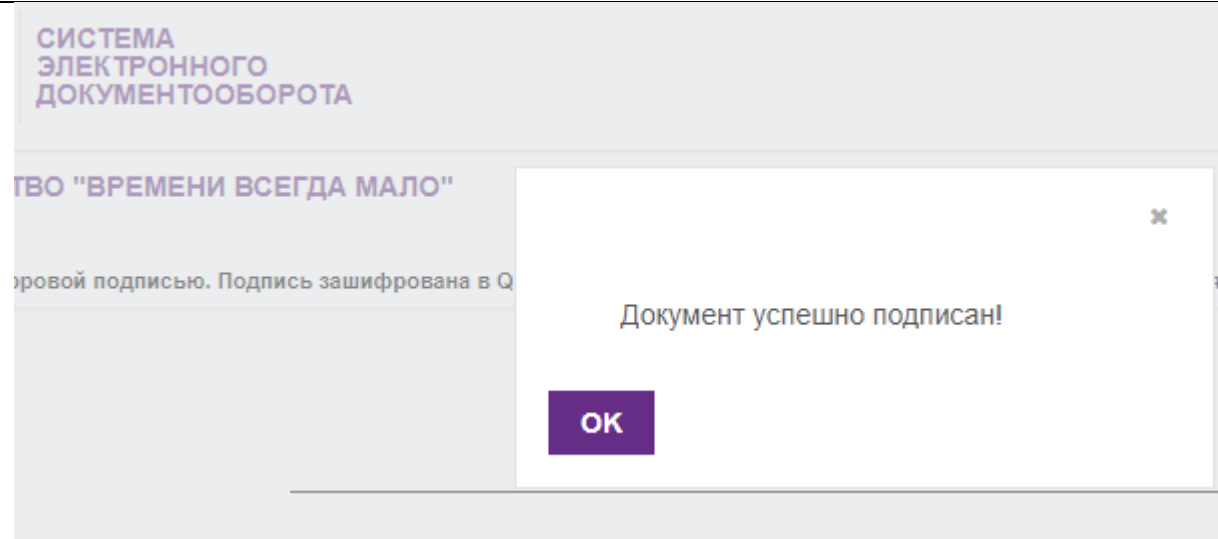 СИСТЕМА
ЭЛЕКТРОННОГО
ДОКУМЕНТООБОРОТА
ТВО "ВРЕМЕНИ ВСЕГДА МАЛО"
ровой подписью. Подпись зашифрована в Q
Документ успешно подписан!
OK